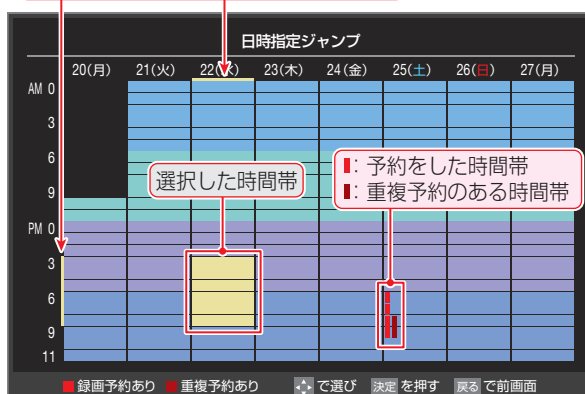 日時指定ジャンプ
20(月) 21(火) 22(水) 23(木) 24(金) 25(土) 26(日) 27(月)
AM 0
3
6
9
PM 0
3
6
9
11
選択した時間帯
：予約をした時間帯
：重複予約のある時間帯
録画予約あり 重複予約あり で選び 決定 を押す 戻る で前画面